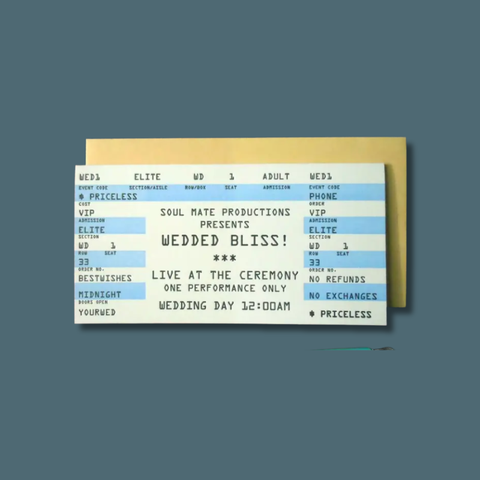 WED1 ELITE WD 1 ADULT WED1
EVENT CODE SECTION/AISLE ROW/BOX SEAT ADMISSION EVENT CODE
* PRICELESS
COST
VIP
ADMISSION
ELITE
SECTION
WD 1
ROW SEAT
33
ORDER NO.
BESTWISHES
MIDNIGHT
DOORS OPEN
YOURWED
SOUL MATE PRODUCTIONS
PRESENTS
WEDDED BLISS!
***
LIVE AT THE CEREMONY
ONE PERFORMANCE ONLY
WEDDING DAY 12:00AM
PHONE
ORDER
VIP
ADMISSION
ELITE
SECTION
WD 1
ROW SEAT
33
ORDER NO.
NO REFUNDS
NO EXCHANGES
* PRICELESS